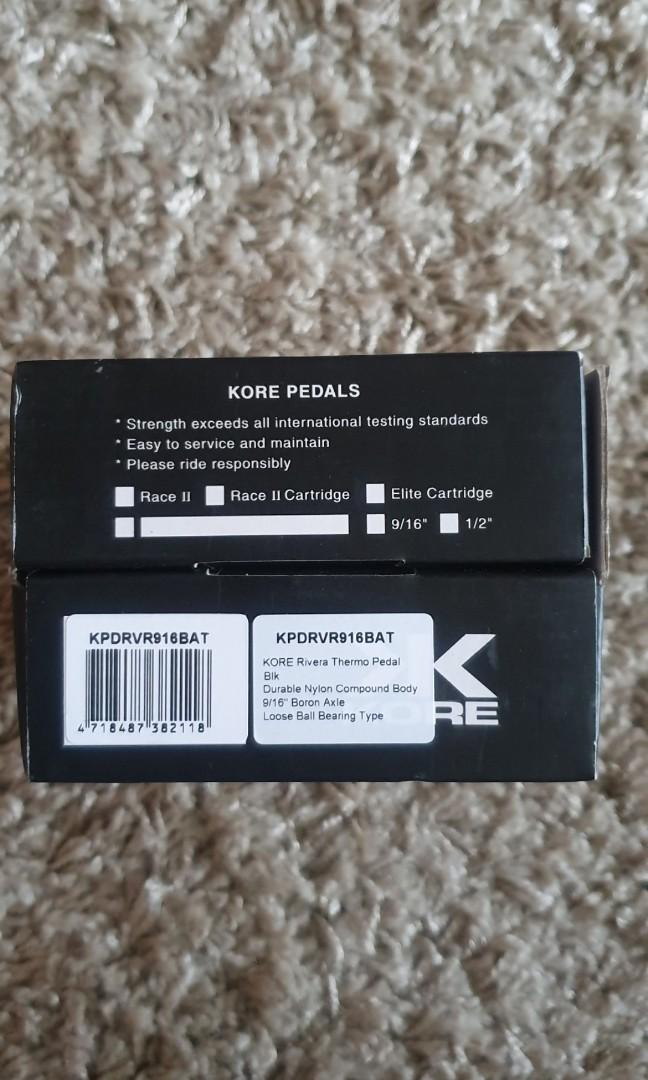 KORE PEDALS
* Strength exceeds all international testing standards
* Easy to service and maintain
* Please ride responsibly
Race II Race II Cartridge Elite Cartridge
9/16" 1/2"
KPDRVR916BAT
4 718487 382118
KPDRVR916BAT
KORE Rivera Thermo Pedal
Blk
Durable Nylon Compound Body
9/16" Boron Axle
Loose Ball Bearing Type
K
KORE